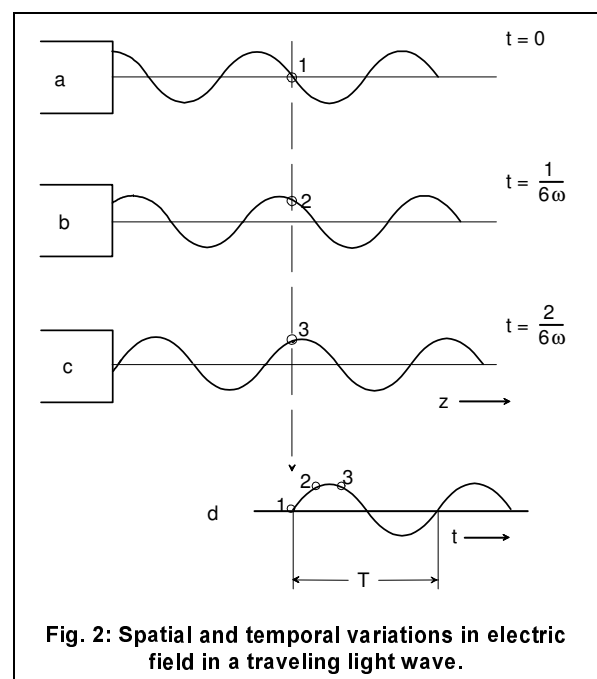 t = 0
a
1
t = 1/6ω
b
2
t = 2/6ω
c
3
z
1 2 3
d
t
T
Fig. 2: Spatial and temporal variations in electric
field in a traveling light wave.